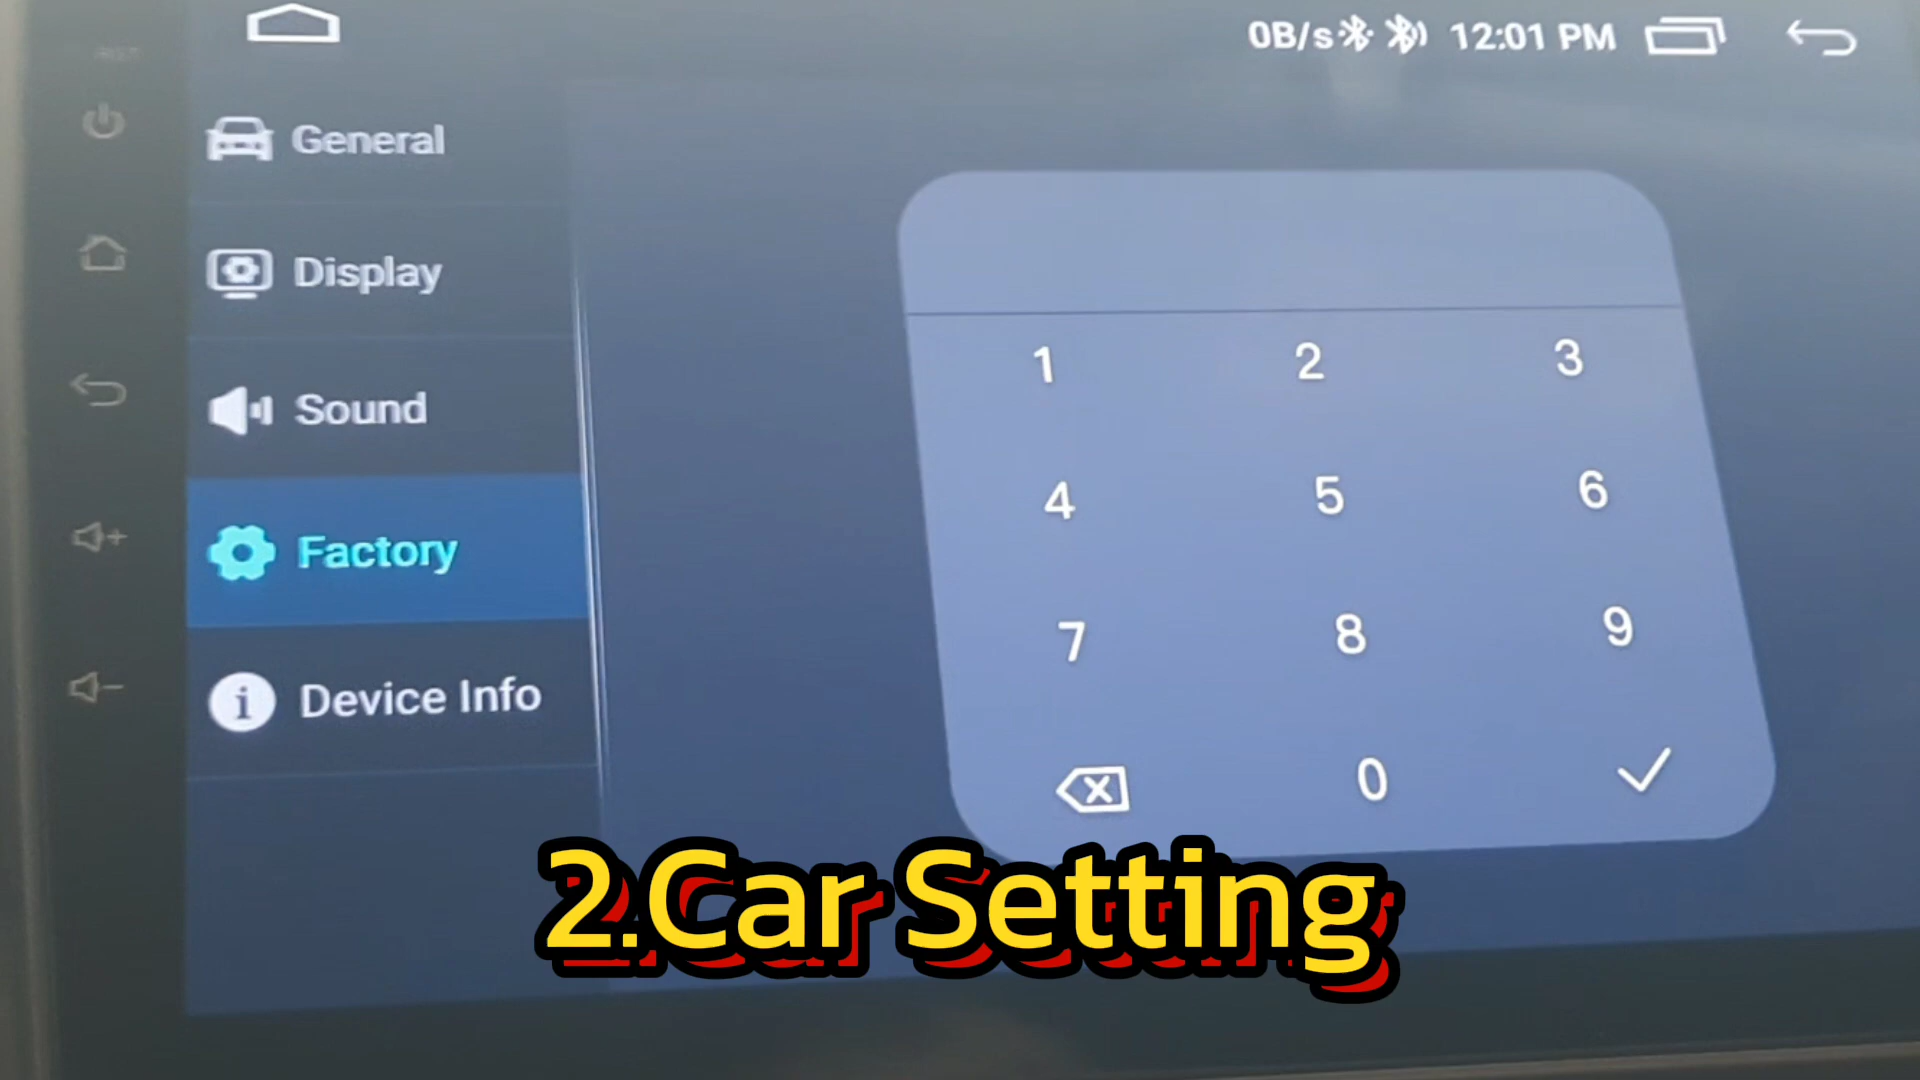 0B/s 12:01 PM
General
Display
Sound
Factory
Device Info
1 2 3
4 5 6
7 8 9
0
2.Car Setting